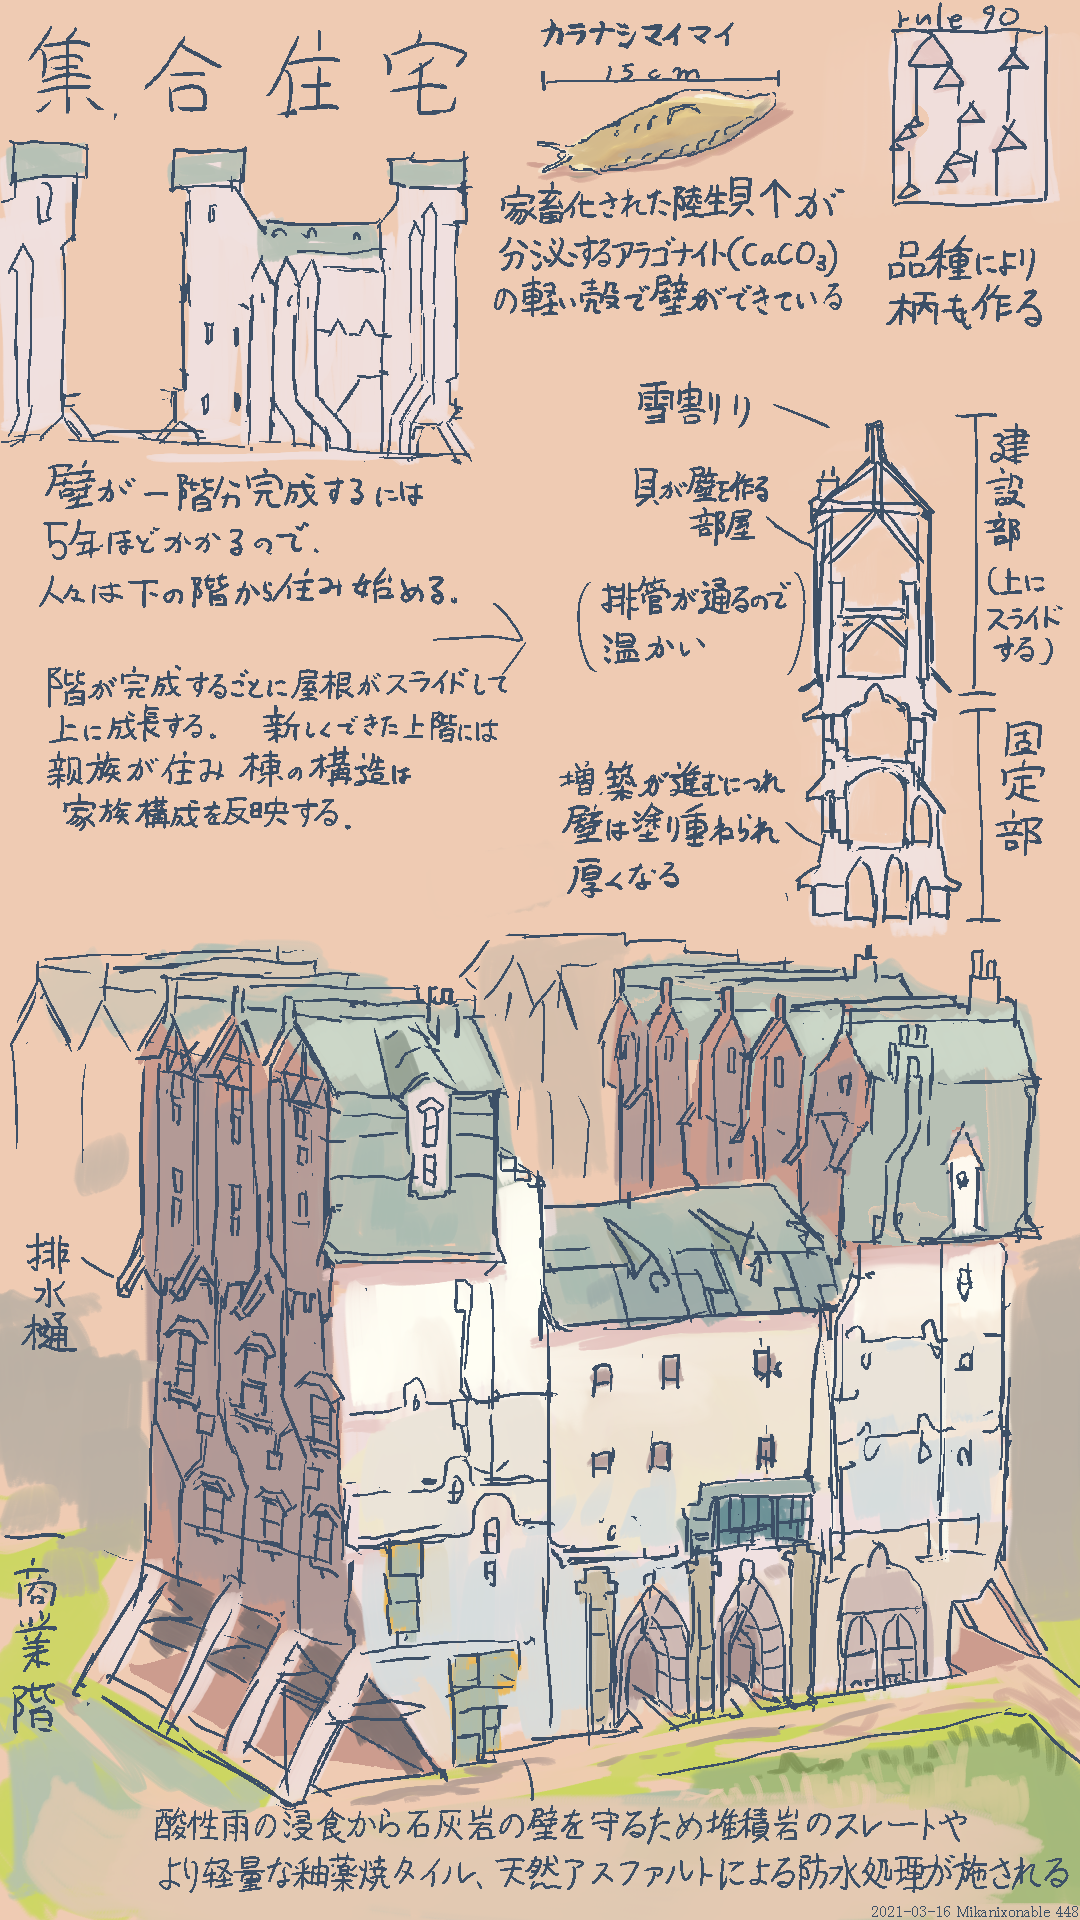 集合住宅
カラナシマイマイ
15cm
家畜化された陸生貝↑が
分泌するアラゴナイト(CaCO₃)
の軽い殻で壁ができている
rule 90
品種により
柄も作る
壁が一階分完成するには
5年ほどかかるので、
人々は下の階から住み始める。
階が完成するごとに屋根がスライドして
上に成長する。 新しくできた上階には
親族が住み 棟の構造は
家族構成を反映する。
雪割り
貝が壁を作る
部屋
(排管が通るので
温かい)
建設部
(上に
スライド
する)
固定部
増築が進むにつれ
壁は塗り重ねられ
厚くなる
排水樋
商業階
酸性雨の浸食から石灰岩の壁を守るため堆積岩のスレートや
より軽量な釉薬焼タイル、天然アスファルトによる防水処理が施される
2021-03-16 Mikanixonable 448